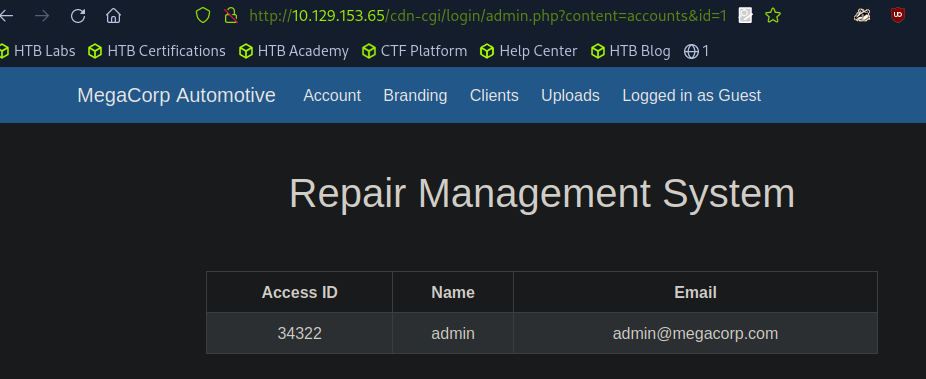 http://10.129.153.65/cdn-cgi/login/admin.php?content=accounts&id=1
HTB Labs HTB Certifications HTB Academy CTF Platform Help Center HTB Blog 1
MegaCorp Automotive Account Branding Clients Uploads Logged in as Guest
Repair Management System
Access ID Name Email
34322 admin admin@megacorp.com